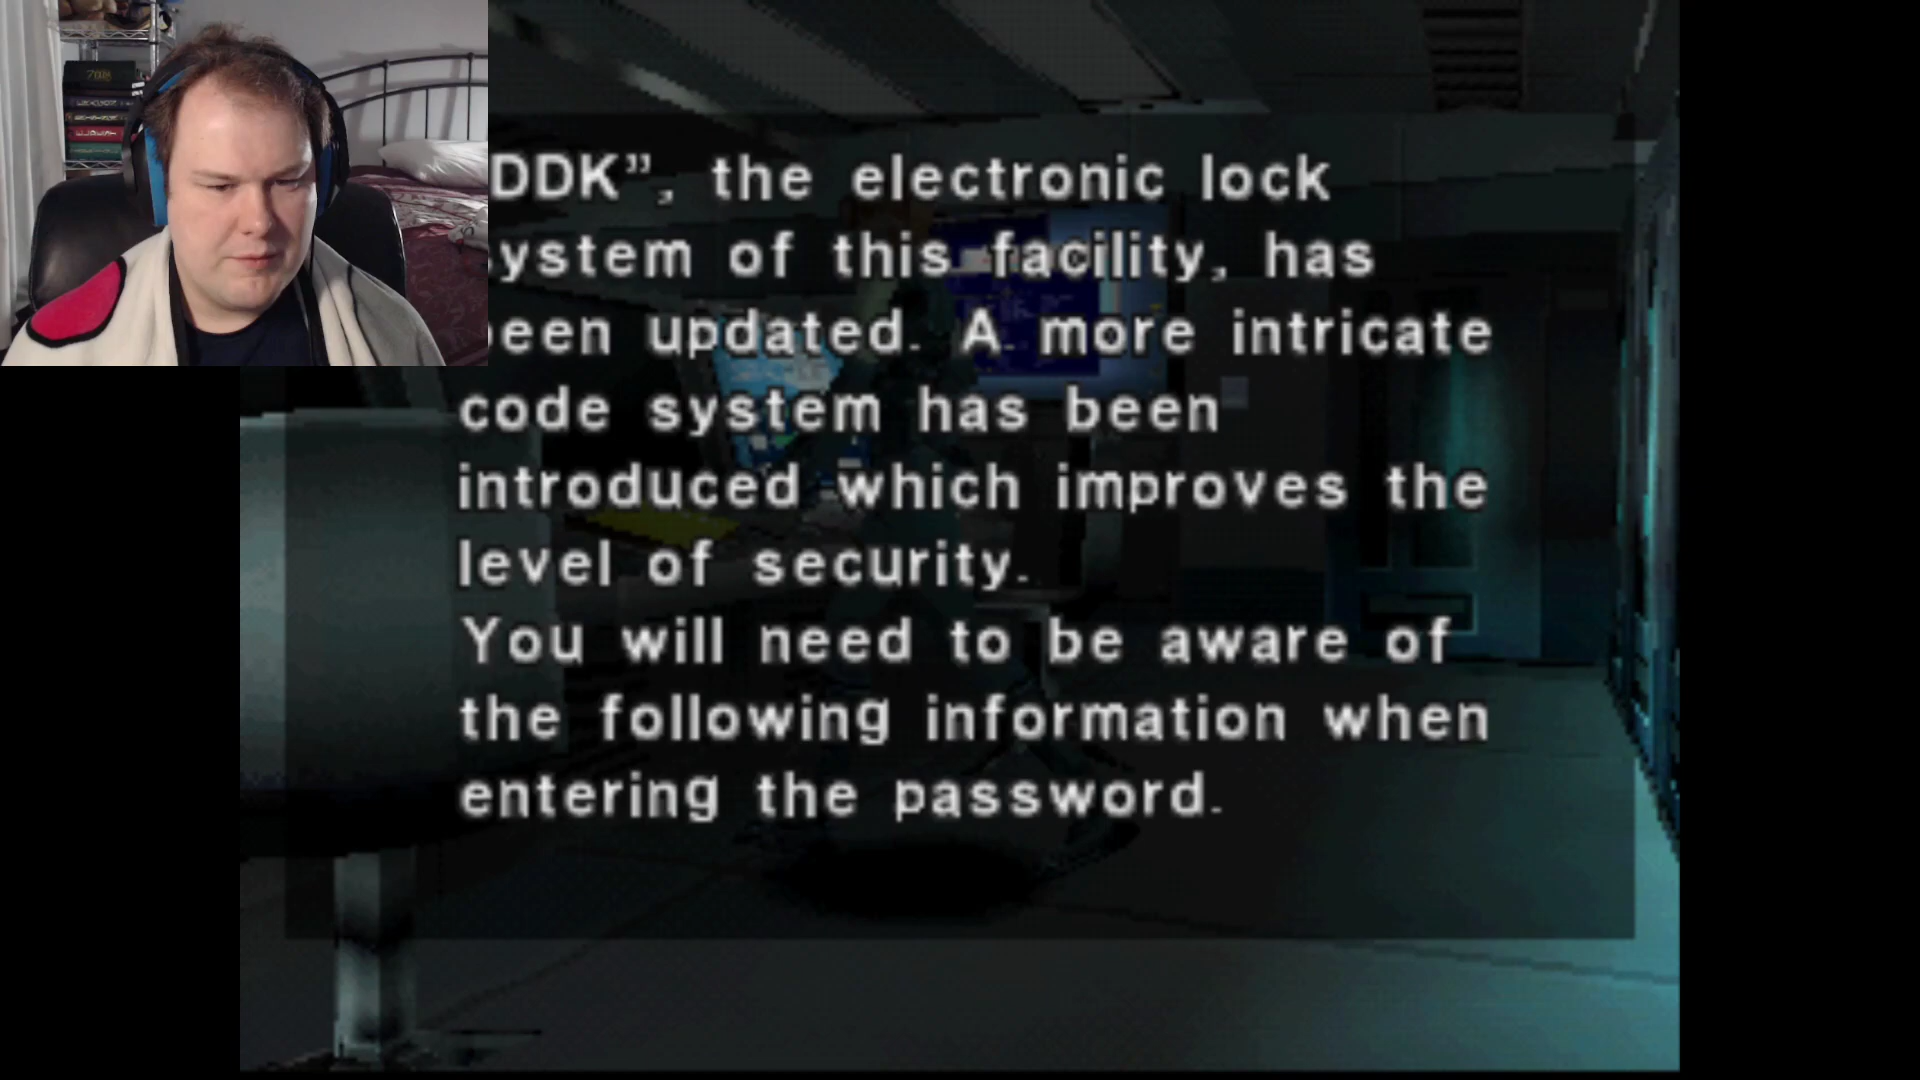 DDK”, the electronic lock
ystem of this facility, has
een updated. A more intricate
code system has been
introduced which improves the
level of security.
You will need to be aware of
the following information when
entering the password.